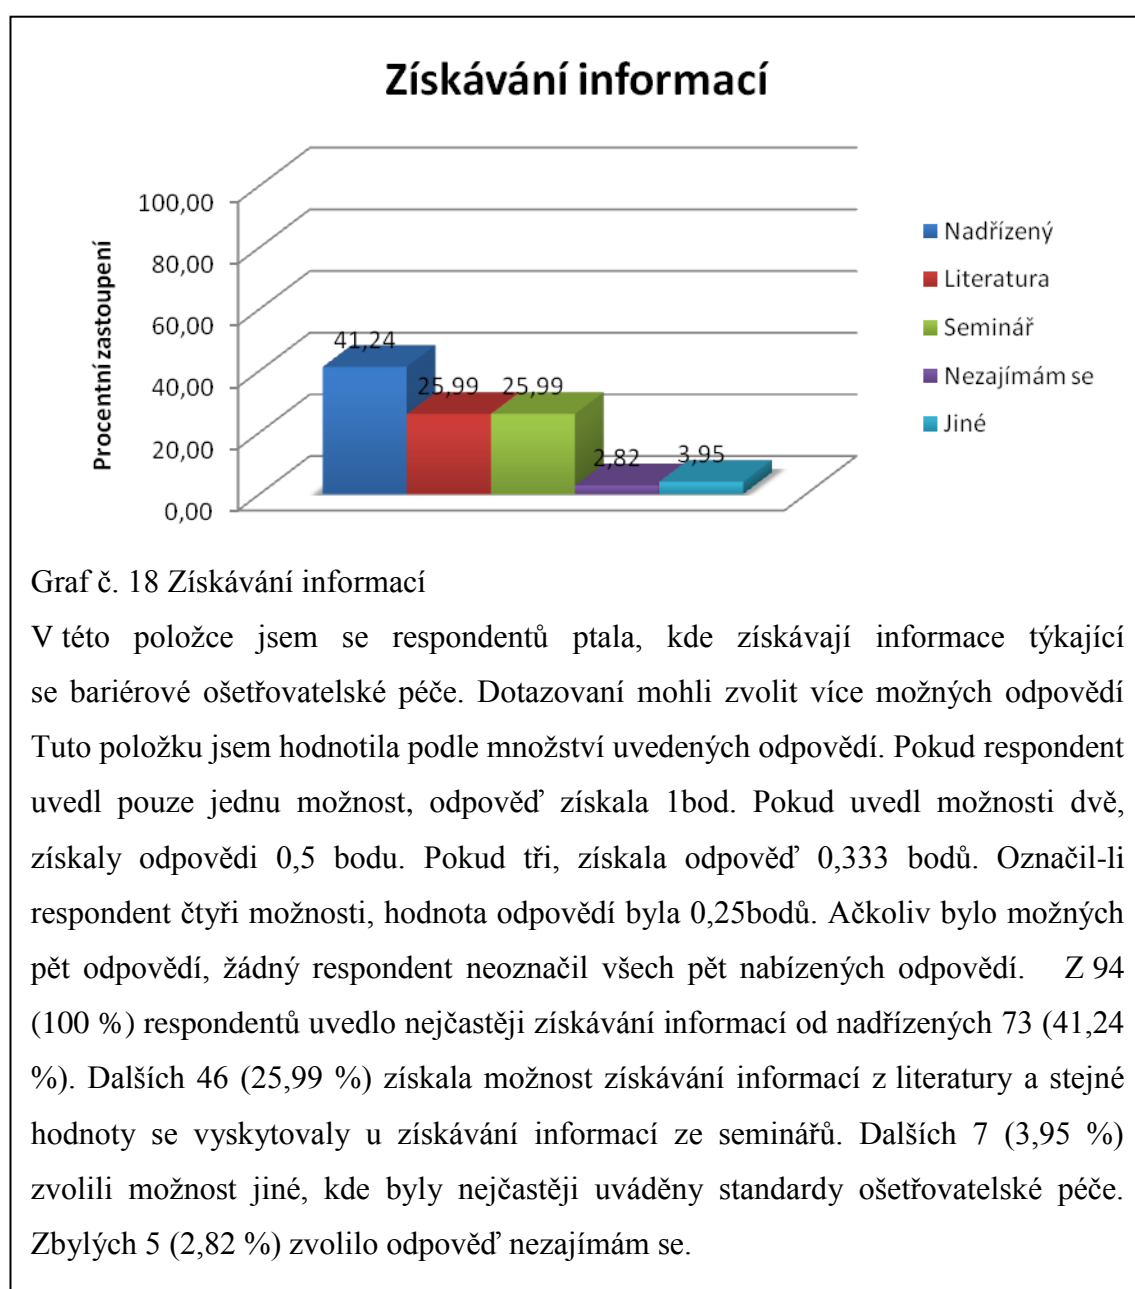 Získávání informací
Procentní zastoupení
100,00
80,00
60,00
40,00
20,00
0,00
41,24
25,99
25,99
2,82
3,95
Nadřízený
Literatura
Seminář
Nezajímám se
Jiné
Graf č. 18 Získávání informací
V této položce jsem se respondentů ptala, kde získávají informace týkající
se bariérové ošetřovatelské péče. Dotazovaní mohli zvolit více možných odpovědí
Tuto položku jsem hodnotila podle množství uvedených odpovědí. Pokud respondent
uvedl pouze jednu možnost, odpověď získala 1bod. Pokud uvedl možnosti dvě,
získaly odpovědi 0,5 bodu. Pokud tři, získala odpověď 0,333 bodů. Označil-li
respondent čtyři možnosti, hodnota odpovědí byla 0,25bodů. Ačkoliv bylo možných
pět odpovědí, žádný respondent neoznačil všech pět nabízených odpovědí. Z 94
(100 %) respondentů uvedlo nejčastěji získávání informací od nadřízených 73 (41,24
%). Dalších 46 (25,99 %) získala možnost získávání informací z literatury a stejné
hodnoty se vyskytovaly u získávání informací ze seminářů. Dalších 7 (3,95 %)
zvolili možnost jiné, kde byly nejčastěji uváděny standardy ošetřovatelské péče.
Zbylých 5 (2,82 %) zvolilo odpověď nezajímám se.